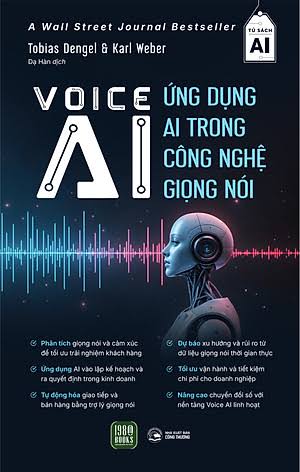 A Wall Street Journal Bestseller
Tobias Dengel & Karl Weber
Dạ Hàn dịch
TỦ SÁCH
AI
VOICE
AI
ỨNG DỤNG
AI TRONG
CÔNG NGHỆ
GIỌNG NÓI
Phân tích giọng nói và cảm xúc
để tối ưu trải nghiệm khách hàng
Ứng dụng AI vào lập kế hoạch và
ra quyết định trong kinh doanh
Tự động hóa giao tiếp và
bán hàng bằng trợ lý giọng nói
Dự báo xu hướng và rủi ro từ
dữ liệu giọng nói thời gian thực
Tối ưu vận hành và tiết kiệm
chi phí cho doanh nghiệp
Nâng cao chuyển đổi số với
nền tảng Voice AI linh hoạt
1980
BOOKS
NHÀ XUẤT BẢN
CÔNG THƯƠNG